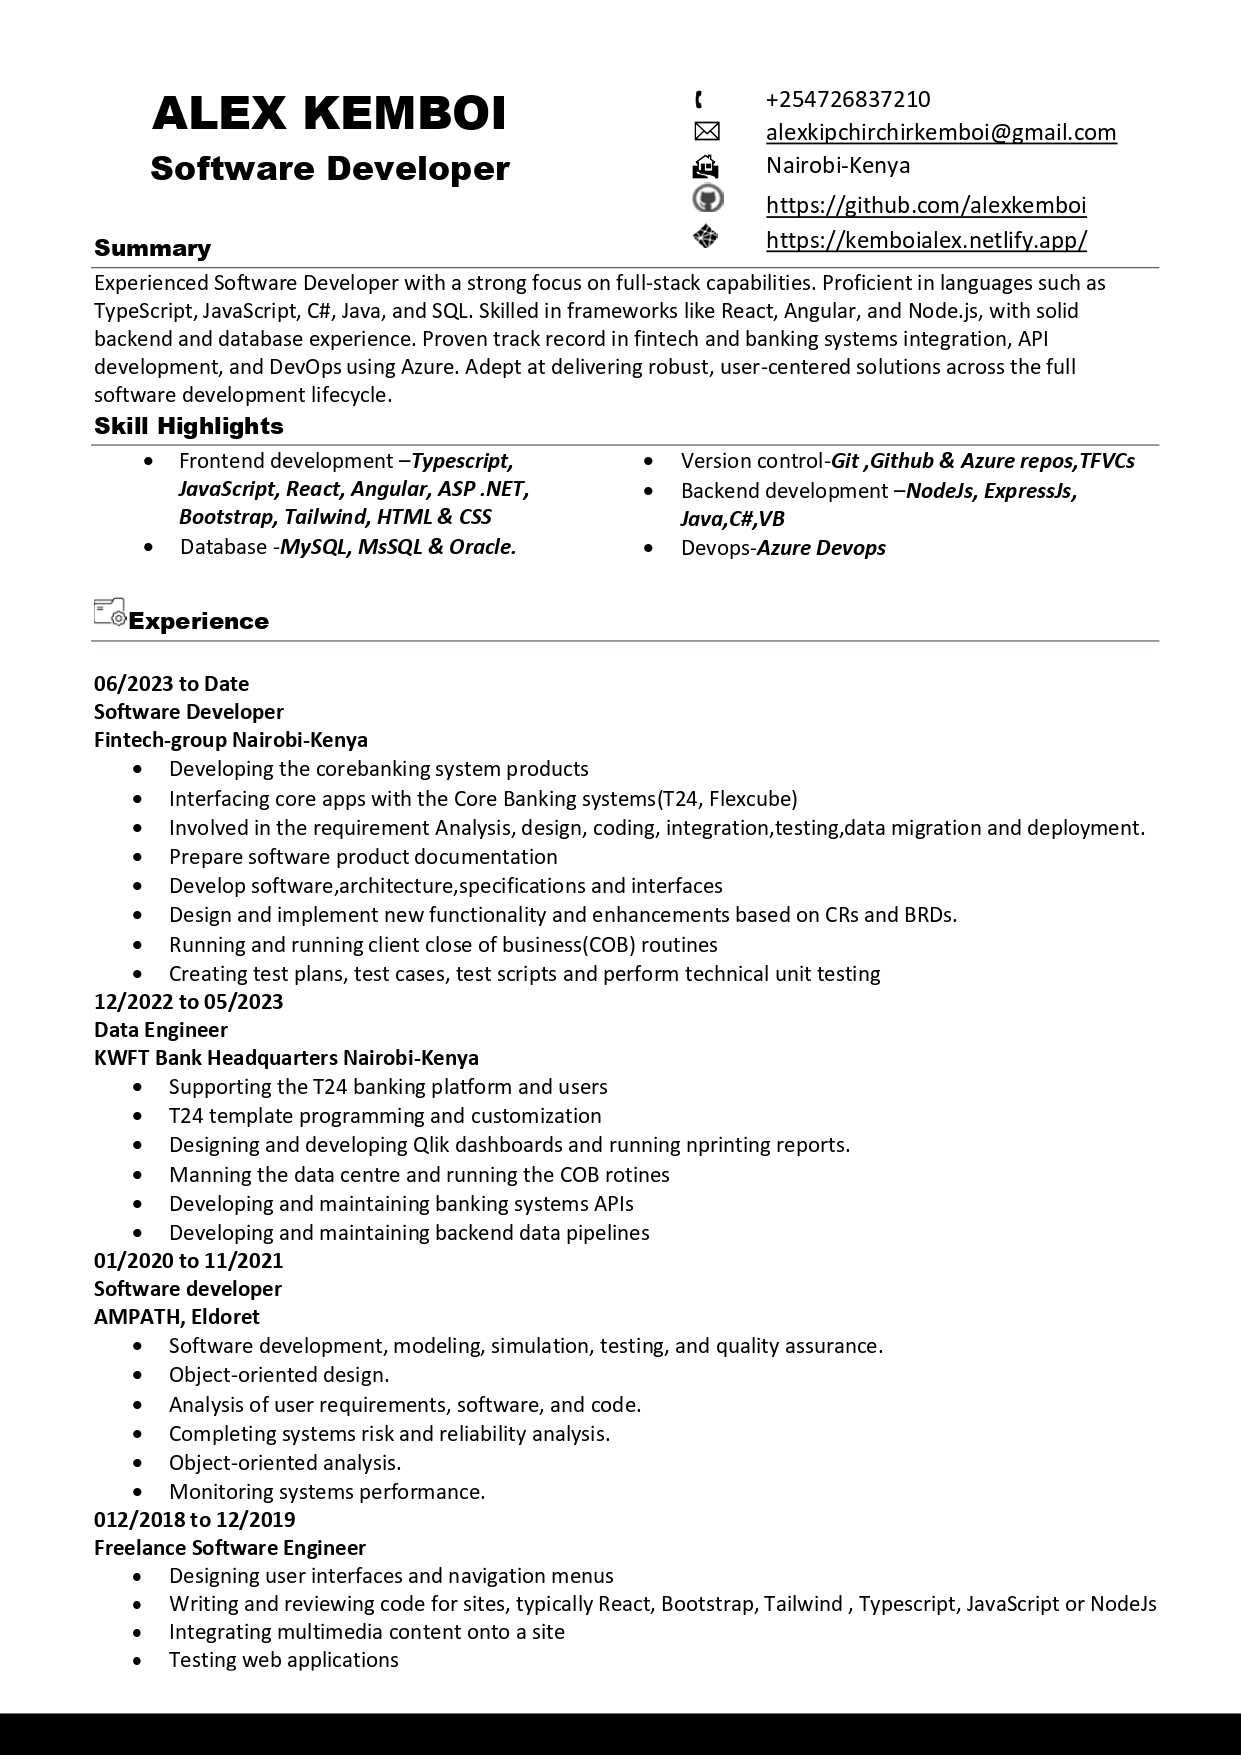 ALEX KEMBOI
Software Developer
+254726837210
alexkipchirchirkemboi@gmail.com
Nairobi-Kenya
https://github.com/alexkemboi
https://kemboialex.netlify.app/
Summary
Experienced Software Developer with a strong focus on full-stack capabilities. Proficient in languages such as
TypeScript, JavaScript, C#, Java, and SQL. Skilled in frameworks like React, Angular, and Node.js, with solid
backend and database experience. Proven track record in fintech and banking systems integration, API
development, and DevOps using Azure. Adept at delivering robust, user-centered solutions across the full
software development lifecycle.
Skill Highlights
• Frontend development –Typescript,
JavaScript, React, Angular, ASP .NET,
Bootstrap, Tailwind, HTML & CSS
• Database -MySQL, MsSQL & Oracle.
• Version control-Git ,Github & Azure repos,TFVCs
• Backend development –NodeJs, ExpressJs,
Java,C#,VB
• Devops-Azure Devops
Experience
06/2023 to Date
Software Developer
Fintech-group Nairobi-Kenya
• Developing the corebanking system products
• Interfacing core apps with the Core Banking systems(T24, Flexcube)
• Involved in the requirement Analysis, design, coding, integration,testing,data migration and deployment.
• Prepare software product documentation
• Develop software,architecture,specifications and interfaces
• Design and implement new functionality and enhancements based on CRs and BRDs.
• Running and running client close of business(COB) routines
• Creating test plans, test cases, test scripts and perform technical unit testing
12/2022 to 05/2023
Data Engineer
KWFT Bank Headquarters Nairobi-Kenya
• Supporting the T24 banking platform and users
• T24 template programming and customization
• Designing and developing Qlik dashboards and running nprinting reports.
• Manning the data centre and running the COB rotines
• Developing and maintaining banking systems APIs
• Developing and maintaining backend data pipelines
01/2020 to 11/2021
Software developer
AMPATH, Eldoret
• Software development, modeling, simulation, testing, and quality assurance.
• Object-oriented design.
• Analysis of user requirements, software, and code.
• Completing systems risk and reliability analysis.
• Object-oriented analysis.
• Monitoring systems performance.
012/2018 to 12/2019
Freelance Software Engineer
• Designing user interfaces and navigation menus
• Writing and reviewing code for sites, typically React, Bootstrap, Tailwind , Typescript, JavaScript or NodeJs
• Integrating multimedia content onto a site
• Testing web applications